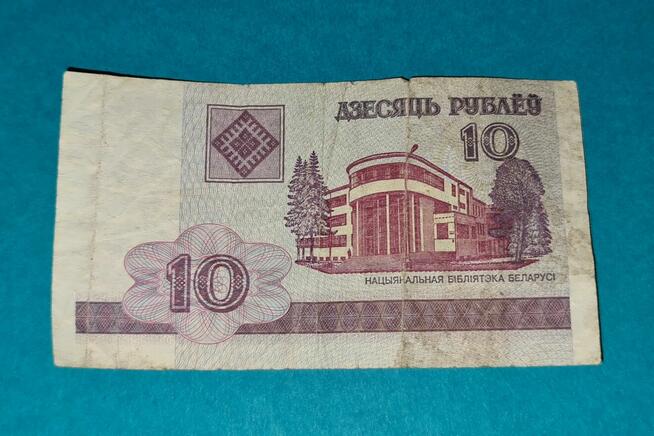 ДЗЕСЯЦЬ РУБЛЁЎ
10
НАЦЫЯНАЛЬНАЯ БІБЛІЯТЭКА БЕЛАРУСІ
10